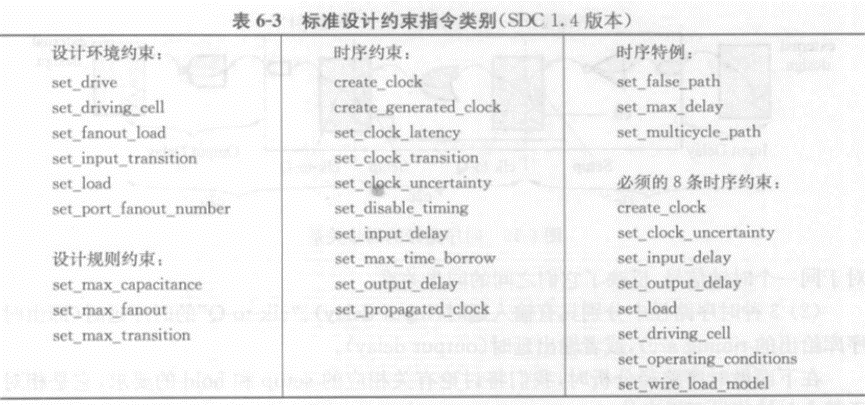 表 6-3 标准设计约束指令类别(SDC 1.4 版本)
设计环境约束:
set_drive
set_driving_cell
set_fanout_load
set_input_transition
set_load
set_port_fanout_number
设计规则约束:
set_max_capacitance
set_max_fanout
set_max_transition
时序约束:
create_clock
create_generated_clock
set_clock_latency
set_clock_transition
set_clock_uncertainty
set_disable_timing
set_input_delay
set_max_time_borrow
set_output_delay
set_propagated_clock
时序特例:
set_false_path
set_max_delay
set_multicycle_path
必须的 8 条时序约束:
create_clock
set_clock_uncertainty
set_input_delay
set_output_delay
set_load
set_driving_cell
set_operating_conditions
set_wire_load_model